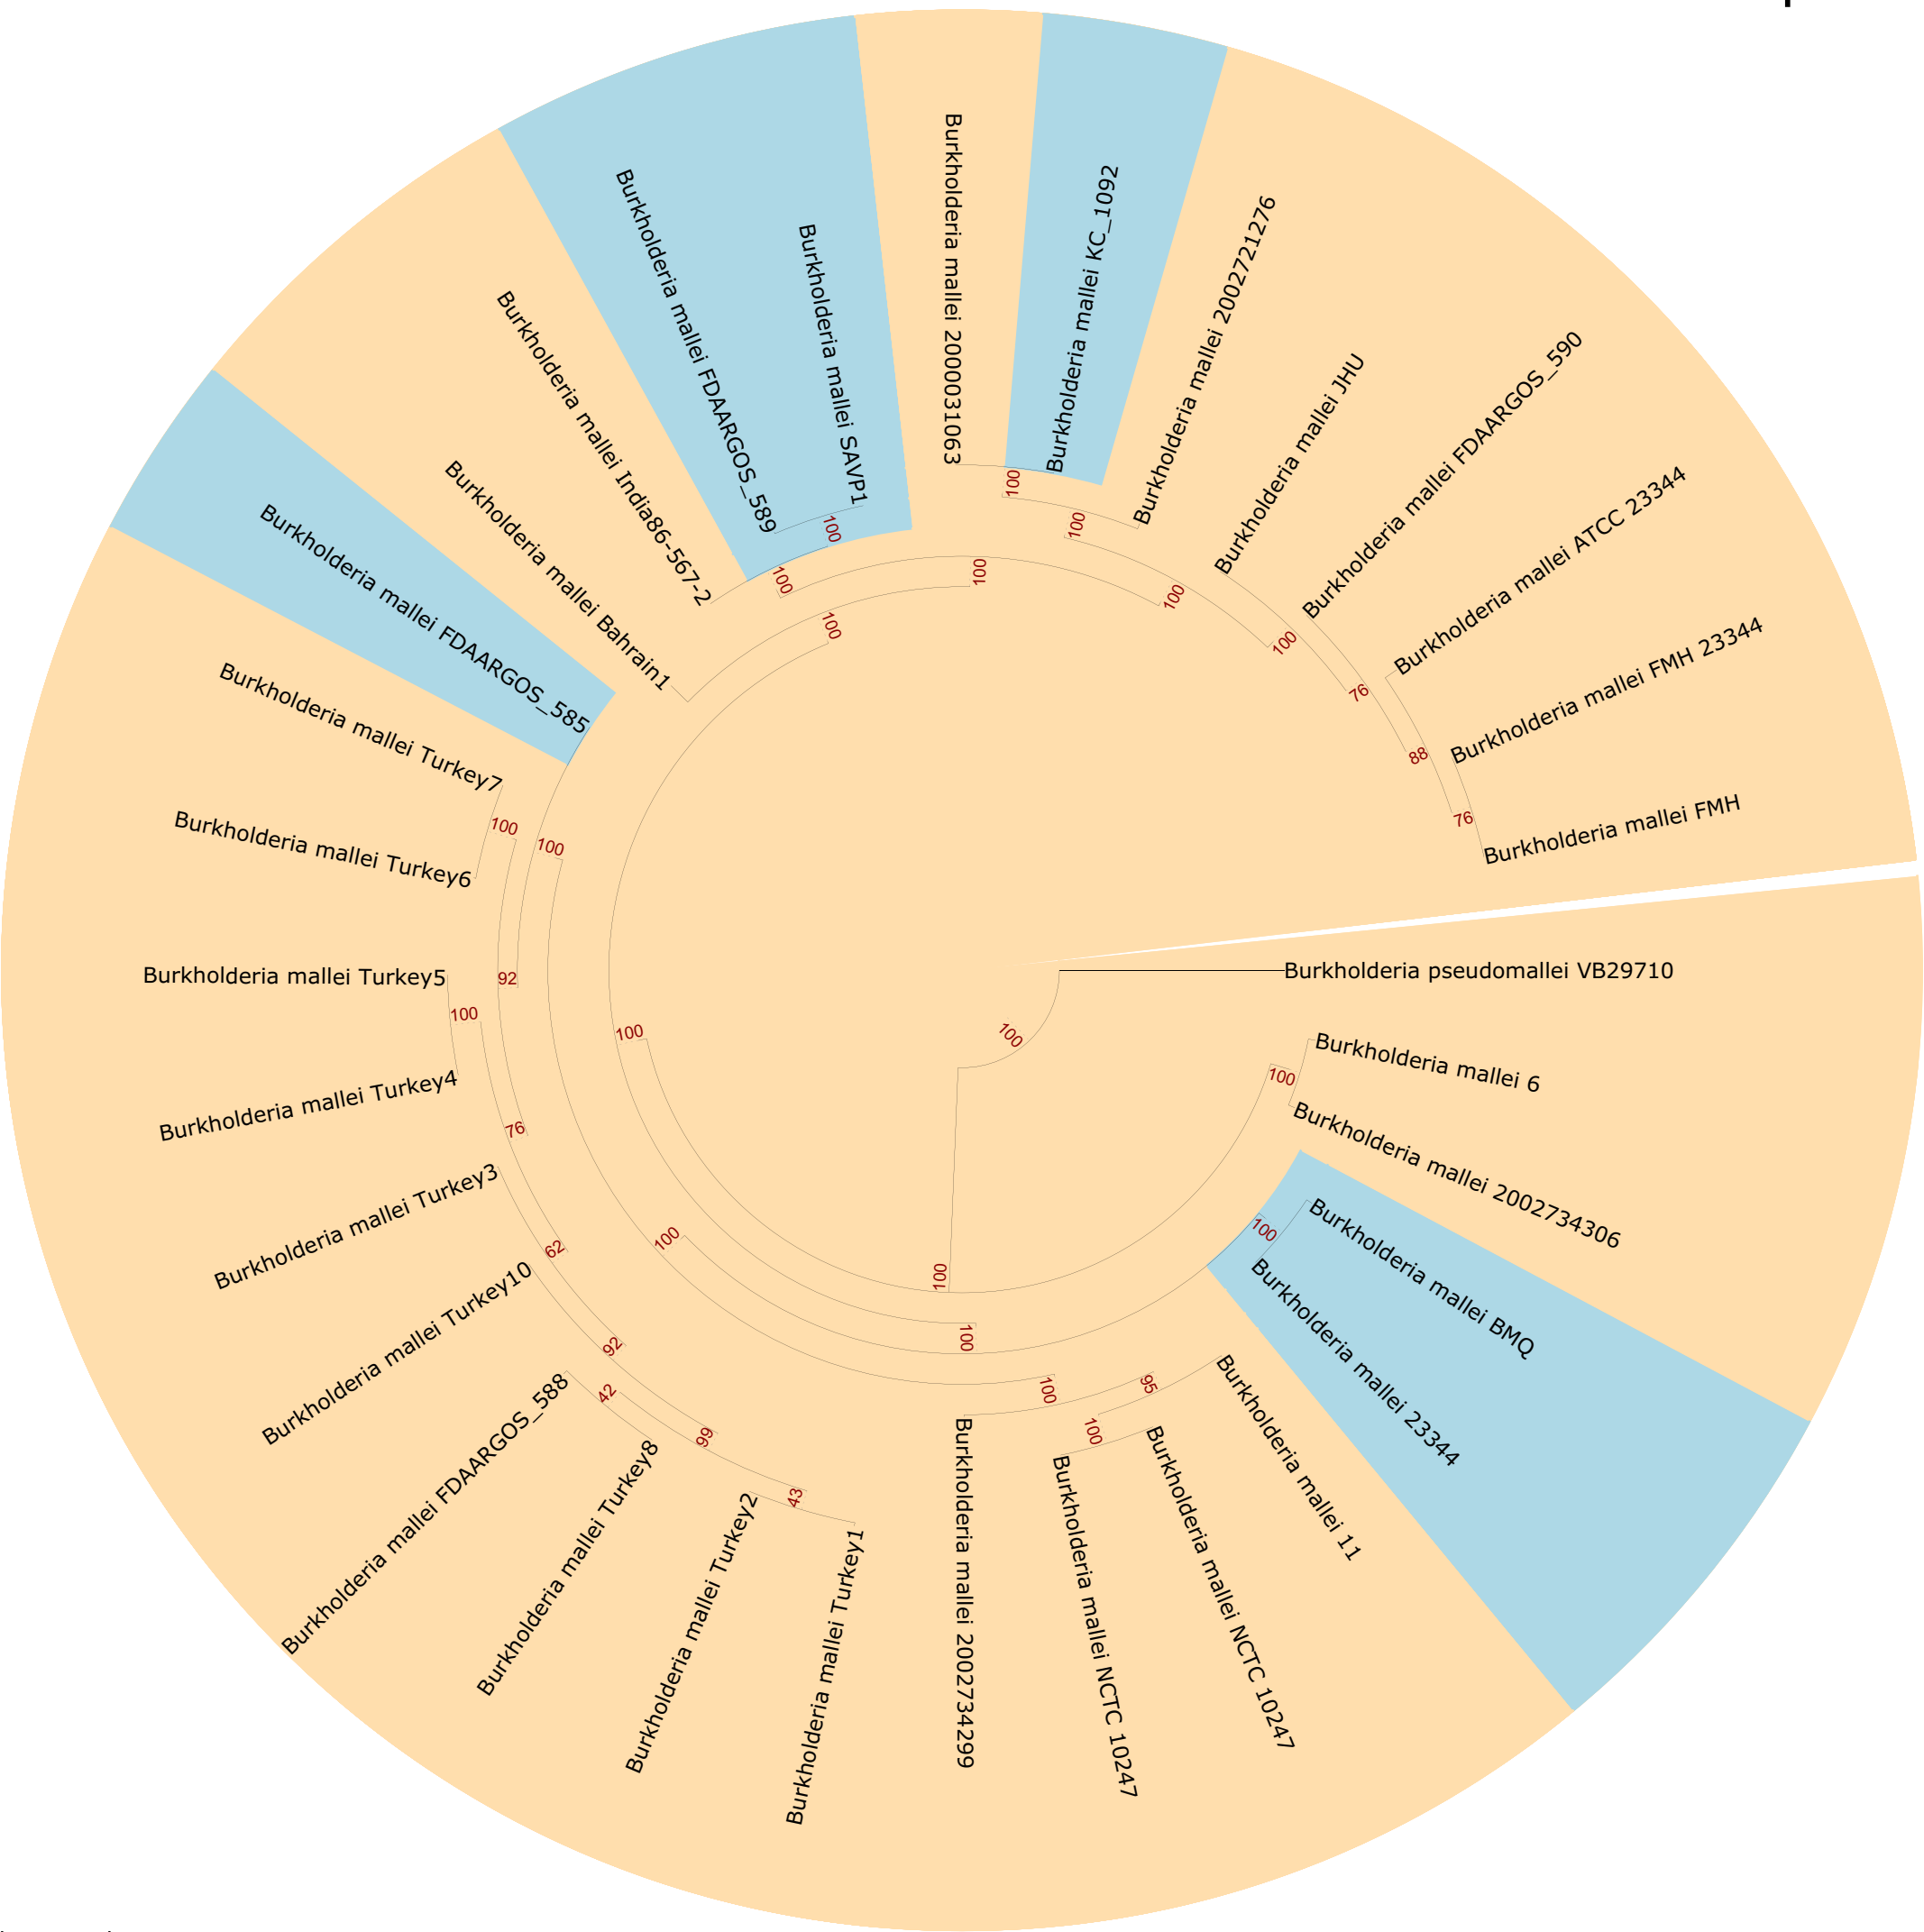 Burkholderia mallei 2000031063
Burkholderia mallei KC_1092
Burkholderia mallei 2002721276
Burkholderia mallei JHU
Burkholderia mallei FDAARGOS_590
Burkholderia mallei ATCC 23344
Burkholderia mallei FMH 23344
Burkholderia mallei FMH
Burkholderia pseudomallei VB29710
Burkholderia mallei 6
Burkholderia mallei 2002734306
Burkholderia mallei BMQ
Burkholderia mallei 23344
Burkholderia mallei 11
Burkholderia mallei NCTC 10247
Burkholderia mallei NCTC 10247
Burkholderia mallei 2002734299
Burkholderia mallei Turkey1
Burkholderia mallei Turkey2
Burkholderia mallei Turkey8
Burkholderia mallei FDAARGOS_588
Burkholderia mallei Turkey10
Burkholderia mallei Turkey3
Burkholderia mallei Turkey4
Burkholderia mallei Turkey5
Burkholderia mallei Turkey6
Burkholderia mallei Turkey7
Burkholderia mallei FDAARGOS_585
Burkholderia mallei Bahrain1
Burkholderia mallei India86-567-2
Burkholderia mallei FDAARGOS_589
Burkholderia mallei SAVP1
100
100
100
100
76
88
76
100
100
100
100
100
100
100
92
76
100
62
92
42
99
43
100
100
100
95
100
100
100
100
100
100